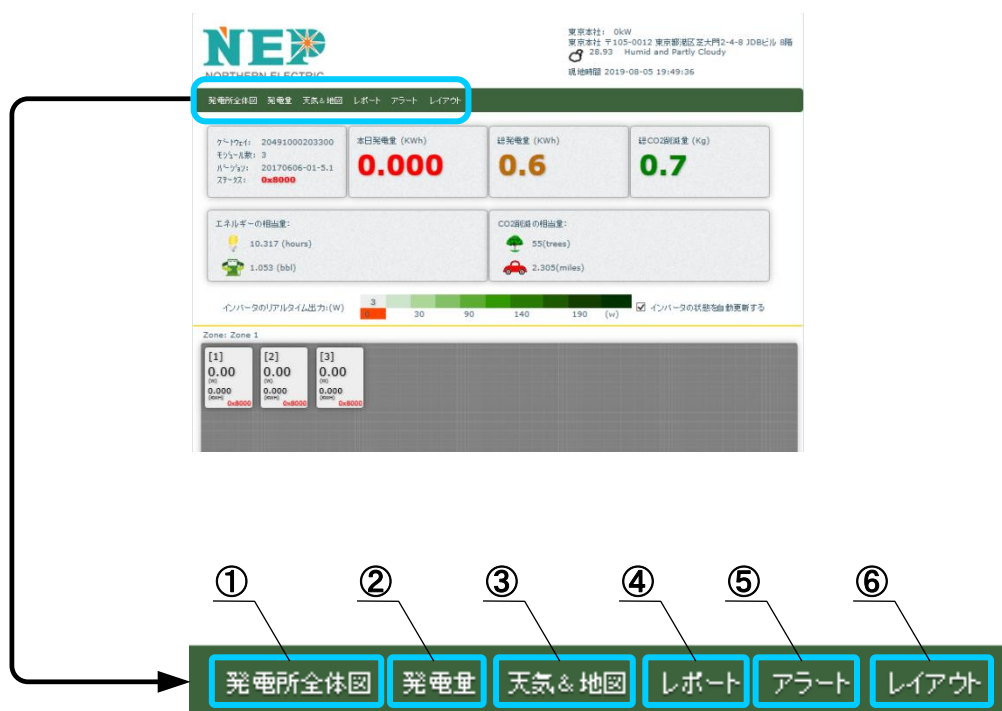 NEP
NORTHERN ELECTRIC
東京本社: 0kW
東京本社 〒105-0012 東京都港区芝大門2-4-8 JDBビル 8階
28.93 Humid and Partly Cloudy
現地時間 2019-08-05 19:49:36
発電所全体図 発電量 天気&地図 レポート アラート レイアウト
ｹﾞｰﾄｳｪｲ: 20491000203300
ﾓｼﾞｭｰﾙ数: 3
ﾊﾞｰｼﾞｮﾝ: 20170606-01-5.1
ｽﾃｰﾀｽ: 0x8000
本日発電量 (KWh)
0.000
総発電量 (KWh)
0.6
総CO2削減量 (Kg)
0.7
エネルギーの相当量:
10.317 (hours)
1.053 (bbl)
CO2削減の相当量:
55(trees)
2.305(miles)
インバータのリアルタイム出力:(W)
3
0 30 90 140 190 (w)
インバータの状態を自動更新する
Zone: Zone 1
[1] [2] [3]
0.00 0.00 0.00
(W) (W) (W)
0.000 0.000 0.000
(KWH) (KWH) (KWH)
0x8000 0x8000 0x8000
① ② ③ ④ ⑤ ⑥
発電所全体図 発電量 天気&地図 レポート アラート レイアウト